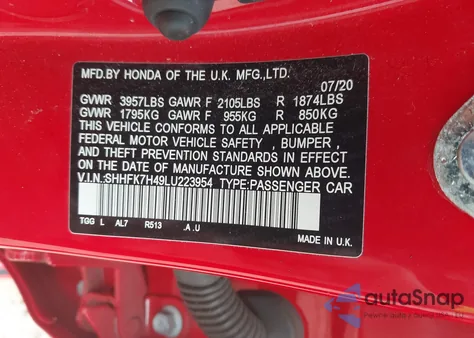 MFD.BY HONDA OF THE U.K. MFG.,LTD.
07/20
GVWR 3957LBS GAWR F 2105LBS R 1874LBS
GVWR 1795KG GAWR F 955KG R 850KG
THIS VEHICLE CONFORMS TO ALL APPLICABLE
FEDERAL MOTOR VEHICLE SAFETY , BUMPER ,
AND THEFT PREVENTION STANDARDS IN
EFFECT ON THE DATE OF
MANUFACTURE SHOWN ABOVE.
V.I.N.:SHHFK7H49LU223954 TYPE:PASSENGER CAR
TGG L AL7 R513 .A.U
MADE IN U.K.
autoSnap